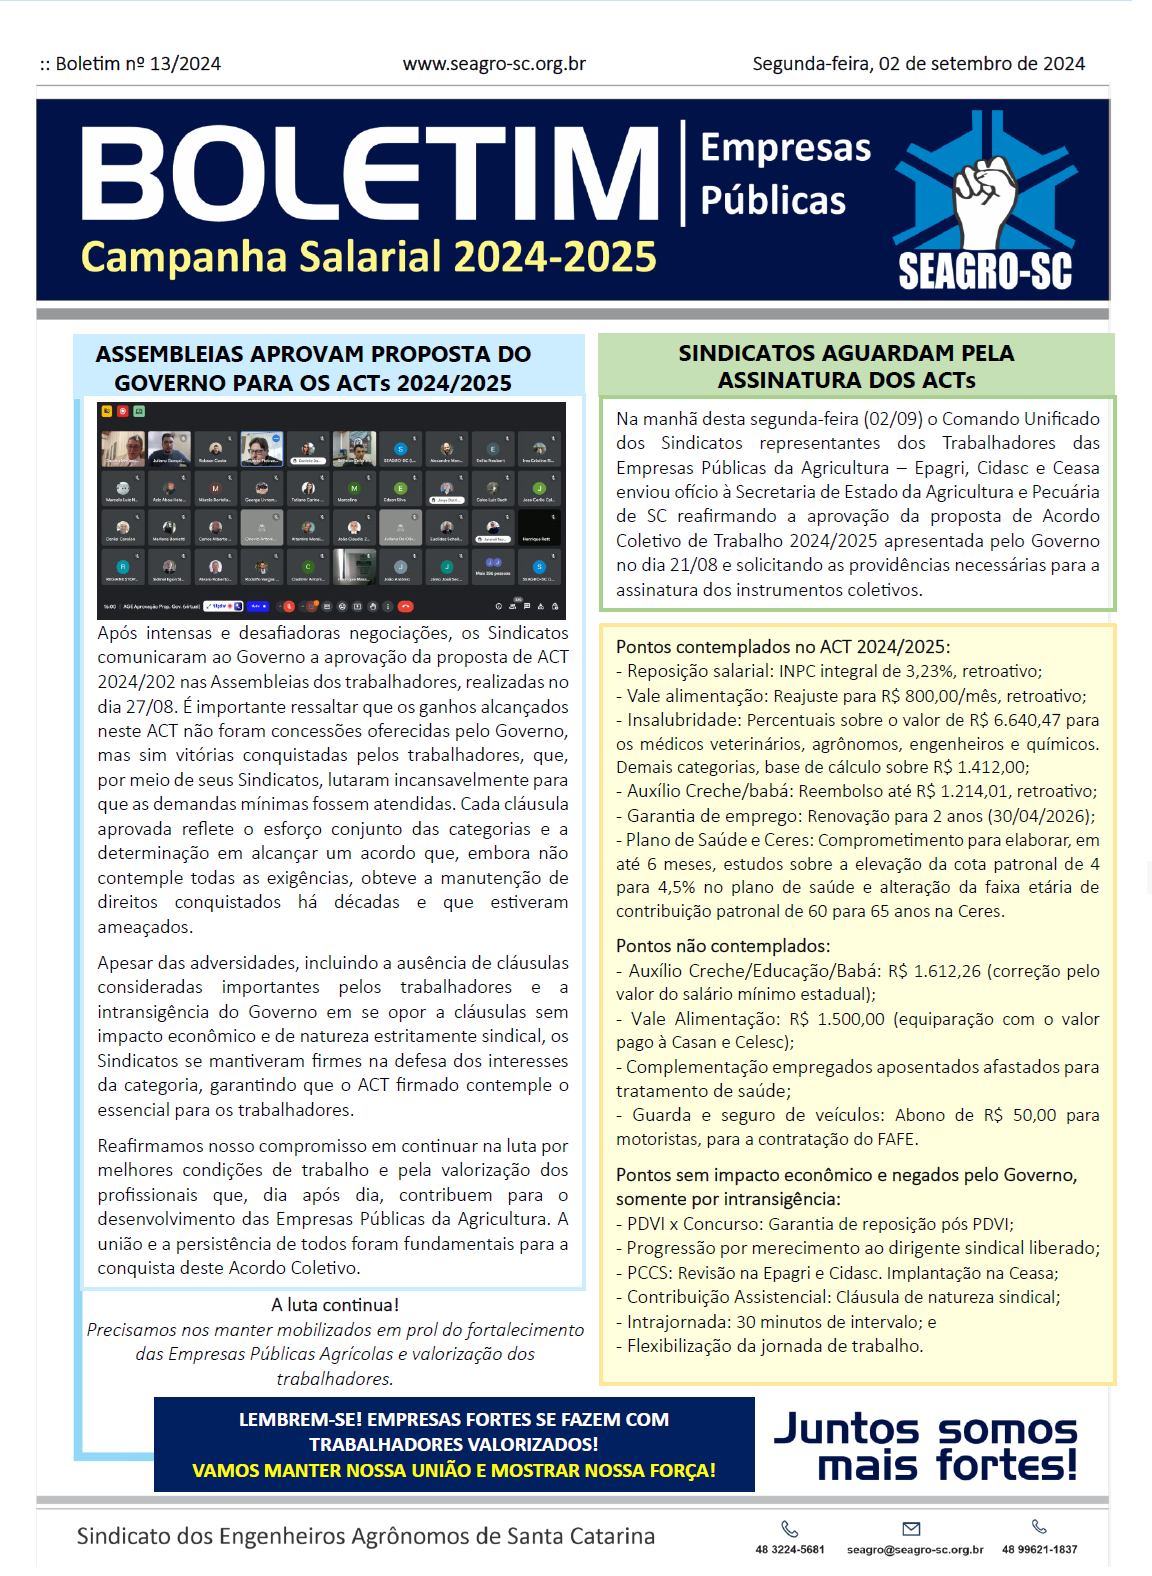 :: Boletim nº 13/2024
www.seagro-sc.org.br
Segunda-feira, 02 de setembro de 2024
BOLETIM
Empresas
Públicas
Campanha Salarial 2024-2025
SEAGRO-SC
ASSEMBLEIAS APROVAM PROPOSTA DO
GOVERNO PARA OS ACTs 2024/2025
Após intensas e desafiadoras negociações, os Sindicatos
comunicaram ao Governo a aprovação da proposta de ACT
2024/202 nas Assembleias dos trabalhadores, realizadas no
dia 27/08. É importante ressaltar que os ganhos alcançados
neste ACT não foram concessões oferecidas pelo Governo,
mas sim vitórias conquistadas pelos trabalhadores, que,
por meio de seus Sindicatos, lutaram incansavelmente para
que as demandas mínimas fossem atendidas. Cada cláusula
aprovada reflete o esforço conjunto das categorias e a
determinação em alcançar um acordo que, embora não
contemple todas as exigências, obteve a manutenção de
direitos conquistados há décadas e que estiveram
ameaçados.
Apesar das adversidades, incluindo a ausência de cláusulas
consideradas importantes pelos trabalhadores e a
intransigência do Governo em se opor a cláusulas sem
impacto econômico e de natureza estritamente sindical, os
Sindicatos se mantiveram firmes na defesa dos interesses
da categoria, garantindo que o ACT firmado contemple o
essencial para os trabalhadores.
Reafirmamos nosso compromisso em continuar na luta por
melhores condições de trabalho e pela valorização dos
profissionais que, dia após dia, contribuem para o
desenvolvimento das Empresas Públicas da Agricultura. A
união e a persistência de todos foram fundamentais para a
conquista deste Acordo Coletivo.
A luta continua!
Precisamos nos manter mobilizados em prol do fortalecimento
das Empresas Públicas Agrícolas e valorização dos
trabalhadores.
SINDICATOS AGUARDAM PELA
ASSINATURA DOS ACTs
Na manhã desta segunda-feira (02/09) o Comando Unificado
dos Sindicatos representantes dos Trabalhadores das
Empresas Públicas da Agricultura – Epagri, Cidasc e Ceasa
enviou ofício à Secretaria de Estado da Agricultura e Pecuária
de SC reafirmando a aprovação da proposta de Acordo
Coletivo de Trabalho 2024/2025 apresentada pelo Governo
no dia 21/08 e solicitando as providências necessárias para a
assinatura dos instrumentos coletivos.
Pontos contemplados no ACT 2024/2025:
- Reposição salarial: INPC integral de 3,23%, retroativo;
- Vale alimentação: Reajuste para R$ 800,00/mês, retroativo;
- Insalubridade: Percentuais sobre o valor de R$ 6.640,47 para
os médicos veterinários, agrônomos, engenheiros e químicos.
Demais categorias, base de cálculo sobre R$ 1.412,00;
- Auxílio Creche/babá: Reembolso até R$ 1.214,01, retroativo;
- Garantia de emprego: Renovação para 2 anos (30/04/2026);
- Plano de Saúde e Ceres: Comprometimento para elaborar, em
até 6 meses, estudos sobre a elevação da cota patronal de 4
para 4,5% no plano de saúde e alteração da faixa etária de
contribuição patronal de 60 para 65 anos na Ceres.
Pontos não contemplados:
- Auxílio Creche/Educação/Babá: R$ 1.612,26 (correção pelo
valor do salário mínimo estadual);
- Vale Alimentação: R$ 1.500,00 (equiparação com o valor
pago à Casan e Celesc);
- Complementação empregados aposentados afastados para
tratamento de saúde;
- Guarda e seguro de veículos: Abono de R$ 50,00 para
motoristas, para a contratação do FAFE.
Pontos sem impacto econômico e negados pelo Governo,
somente por intransigência:
- PDVI x Concurso: Garantia de reposição pós PDVI;
- Progressão por merecimento ao dirigente sindical liberado;
- PCCS: Revisão na Epagri e Cidasc. Implantação na Ceasa;
- Contribuição Assistencial: Cláusula de natureza sindical;
- Intrajornada: 30 minutos de intervalo; e
- Flexibilização da jornada de trabalho.
LEMBREM-SE! EMPRESAS FORTES SE FAZEM COM
TRABALHADORES VALORIZADOS!
VAMOS MANTER NOSSA UNIÃO E MOSTRAR NOSSA FORÇA!
Juntos somos
mais fortes!
Sindicato dos Engenheiros Agrônomos de Santa Catarina
48 3224-5681
seagro@seagro-sc.org.br
48 99621-1837